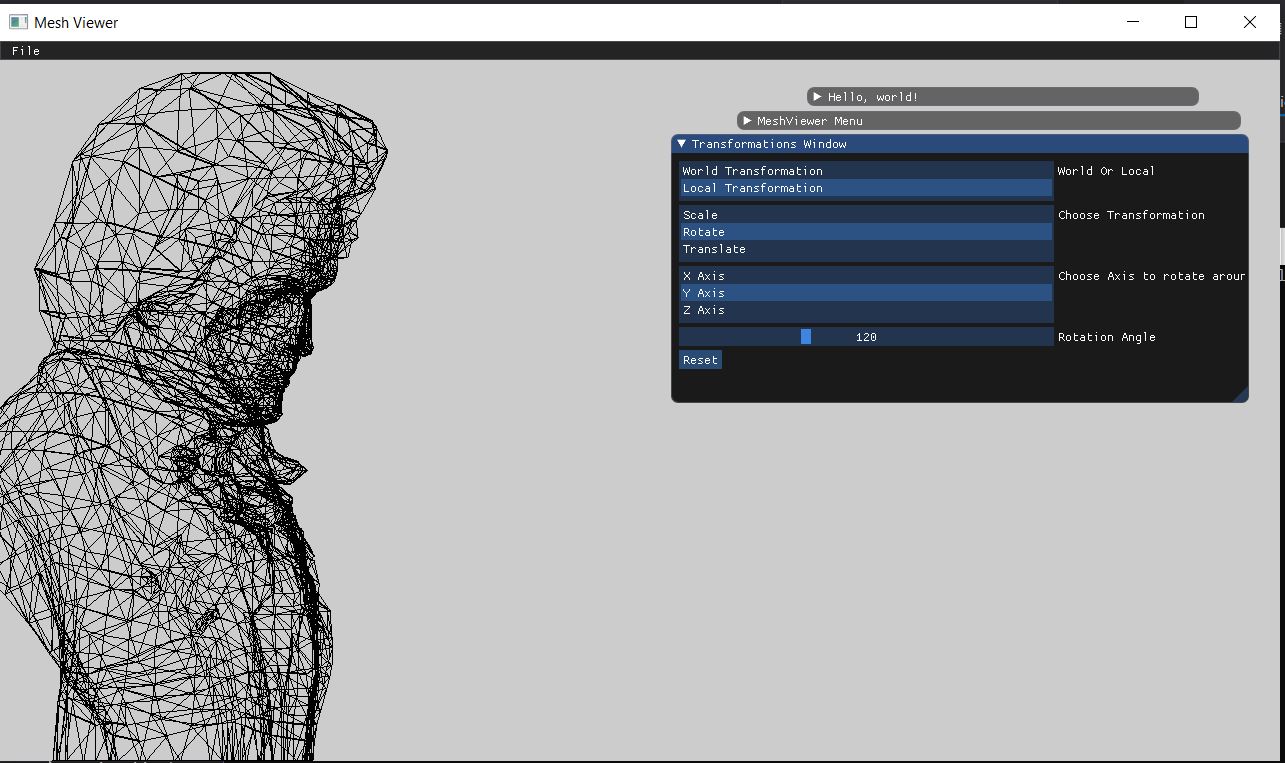 Mesh Viewer
File
Hello, world!
MeshViewer Menu
Transformations Window
World Transformation
World Or Local
Local Transformation
Scale
Choose Transformation
Rotate
Translate
X Axis
Choose Axis to rotate aroun
Y Axis
Z Axis
120
Rotation Angle
Reset